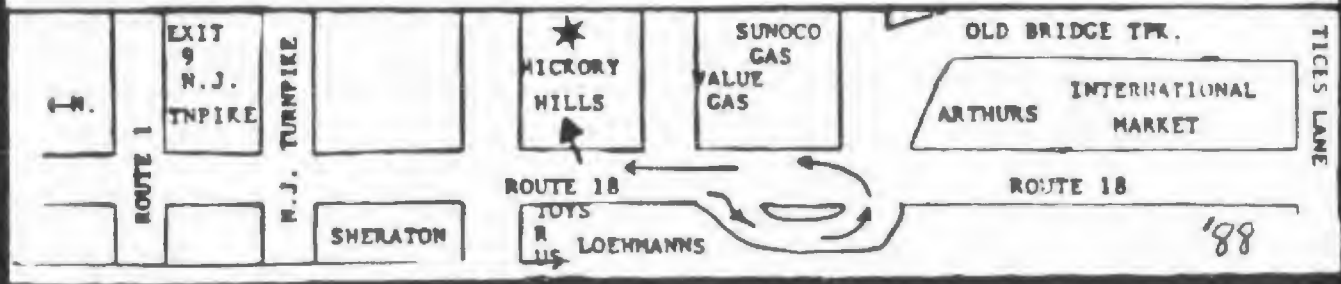 ←N.
ROUTE 1
EXIT
9
N.J.
TNPIKE
N.J. TURNPIKE
HICKORY
HILLS
SUNOCO
GAS
VALUE
GAS
OLD BRIDGE TPK.
ARTHURS
INTERNATIONAL
MARKET
TICES LANE
ROUTE 18
ROUTE 18
SHERATON
TOYS
R
US
LOEHMANNS
'88